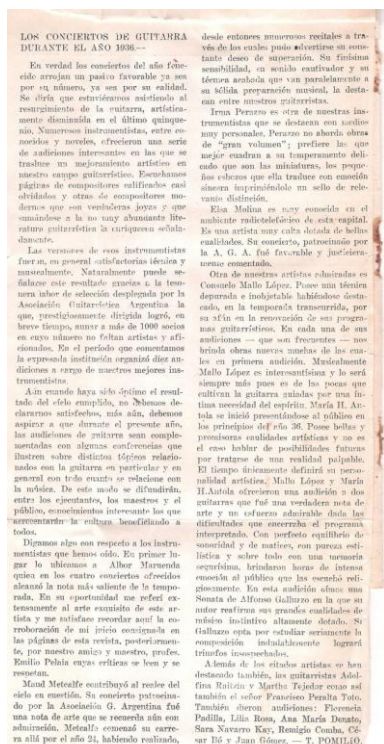 LOS CONCIERTOS DE GUITARRA
DURANTE EL AÑO 1936.—
En verdad los conciertos del año fene-
cido arrojan un pasivo favorable ya sea
por su número, ya sea por su calidad.
Se diría que estuviéramos asistiendo al
resurgimiento de la guitarra, artística-
mente disminuída en el último quinque-
nio. Numerosos instrumentistas, entre co-
nocidos y noveles, ofrecieron una serie
de audiciones interesantes en las que se
trasluce un mejoramiento artístico en
nuestro campo guitarrístico. Escuchamos
páginas de compositores calificados casi
olvidados y otras de compositores mo-
dernos que son verdaderas joyas y que
sumándose a la no muy abundante lite-
ratura guitarrística la enriquecen señala-
damente.
Las versiones de esos instrumentistas
fueron, en general satisfactorias técnica y
musicalmente. Naturalmente puede se-
ñalarse este resultado gracias a la teso-
nera labor de selección desplegada por la
Asociación Guitarrística Argentina la
que, prestigiosamente dirigida logró, en
breve tiempo, aunar a más de 1000 socios
en cuyo número no faltan artistas y afi-
cionados. En el período que comentamos
la expresada institución organizó diez au-
diciones a cargo de nuestros mejores ins-
trumentistas.
Aún cuando haya sido óptimo el resul-
tado del ciclo cumplido, no debemos de-
clararnos satisfechos, más aún, debemos
aspirar a que durante el presente año,
las audiciones de guitarra sean comple-
mentadas con algunas conferencias que
ilustren sobre distintos tópicos relacio-
nados con la guitarra en particular y en
general con todo cuanto se relacione con
la música. De este modo se difundirán,
entre los ejecutantes, los maestros y el
público, conocimientos interesantes los que
acrecentarán la cultura beneficiando a
todos.
Digamos algo con respecto a los instru-
mentistas que hemos oído. En primer lu-
gar lo ubicamos a Albor Maruenda
quien en los cuatro conciertos ofrecidos
alcanzó la nota más saliente de la tempo-
rada. En su oportunidad me referí ex-
tensamente al arte exquisito de este ar-
tista y me satisface recordar aquí la co-
rroboración de mi juicio consignada en
las páginas de esta revista, posteriormen-
te, por nuestro amigo y maestro, profes.
Emilio Pelaia cuyas críticas se leen y se
respetan.
Maud Metcalfe contribuyó al realce del
ciclo en cuestión. Su concierto patrocina-
do por la Asociación G. Argentina fué
una nota de arte que se recuerda aún con
admiración. Metcalfe comenzó su carre-
ra allá por el año 24, habiendo realizado,
desde entonces numerosos recitales a tra-
vés de los cuales pudo advertirse su cons-
tante deseo de superación. Su finísima
sensibilidad, su sonido cautivador y su
técnica acabada que van paralelamente a
su sólida preparación musical, la desta-
can entre nuestros guitarristas.
Irma Perazzo es otra de nuestras ins-
trumentistas que se destacan con medios
muy personales. Perazzo no aborda obras
de "gran volumen"; prefiere las que
mejor cuadran a su temperamento deli-
cado que son las miniaturas, los peque-
ños esbozos que ella traduce con emoción
sincera imprimiéndole un sello de rele-
vante distinción.
Elsa Molina es muy conocida en el
ambiente radiotelefónico de esta capital.
Es una artista muy culta dotada de bellas
cualidades. Su concierto, patrocinado por
la A. G. A. fué favorable y justiciera-
mente comentado.
Otra de nuestras artistas admiradas es
Consuelo Mallo López. Posee una técnica
depurada e inobjetable habiéndose desta-
cado, en la temporada transcurrida, por
su afán en la renovación de sus progra-
mas guitarrísticos. En cada una de sus
audiciones — que son frecuentes — nos
brinda obras nuevas muchas de las cua-
les en primera audición. Musicalmente
Mallo López es interesantísima y lo será
siempre más pues es de las pocas que
cultivan la guitarra guiadas por una ín-
tima necesidad del espíritu. María H. An-
tola se inició presentándose al público en
los principios del año 36. Posee bellas y
promisoras cualidades artísticas y no es
el caso hablar de posibilidades futuras
por tratarse de una realidad palpable.
El tiempo únicamente definirá su perso-
nalidad artística. Mallo López y María
H. Antola ofrecieron una audición a dos
guitarras que fué una verdadera nota de
arte y un esfuerzo admirable dada las
dificultades que encerraba el programa
interpretado. Con perfecto equilibrio de
sonoridad y de matices, con pureza esti-
lística y sobre todo con una memoria
segurísima, brindaron horas de intensa
emoción al público que las escuchó reli-
giosamente. En esta audición oímos una
Sonata de Alfonso Galluzzo en la que su
autor reafirma sus grandes cualidades de
músico instintivo altamente dotado. Si
Galluzzo opta por estudiar seriamente la
composición indudablemente logrará
triunfos insospechados.
Además de los citados artistas se han
destacado también, las guitarristas Adol-
fina Raitzin y Marthe Tejedor como así
también el señor Francisco Peralta Toto.
También dieron audiciones: Florencia
Padilla, Lilia Rosa, Ana María Donato,
Sara Navarro Kay, Remigio Comba, Cé-
sar Bó y Juan Gómez. — T. POMILIO.